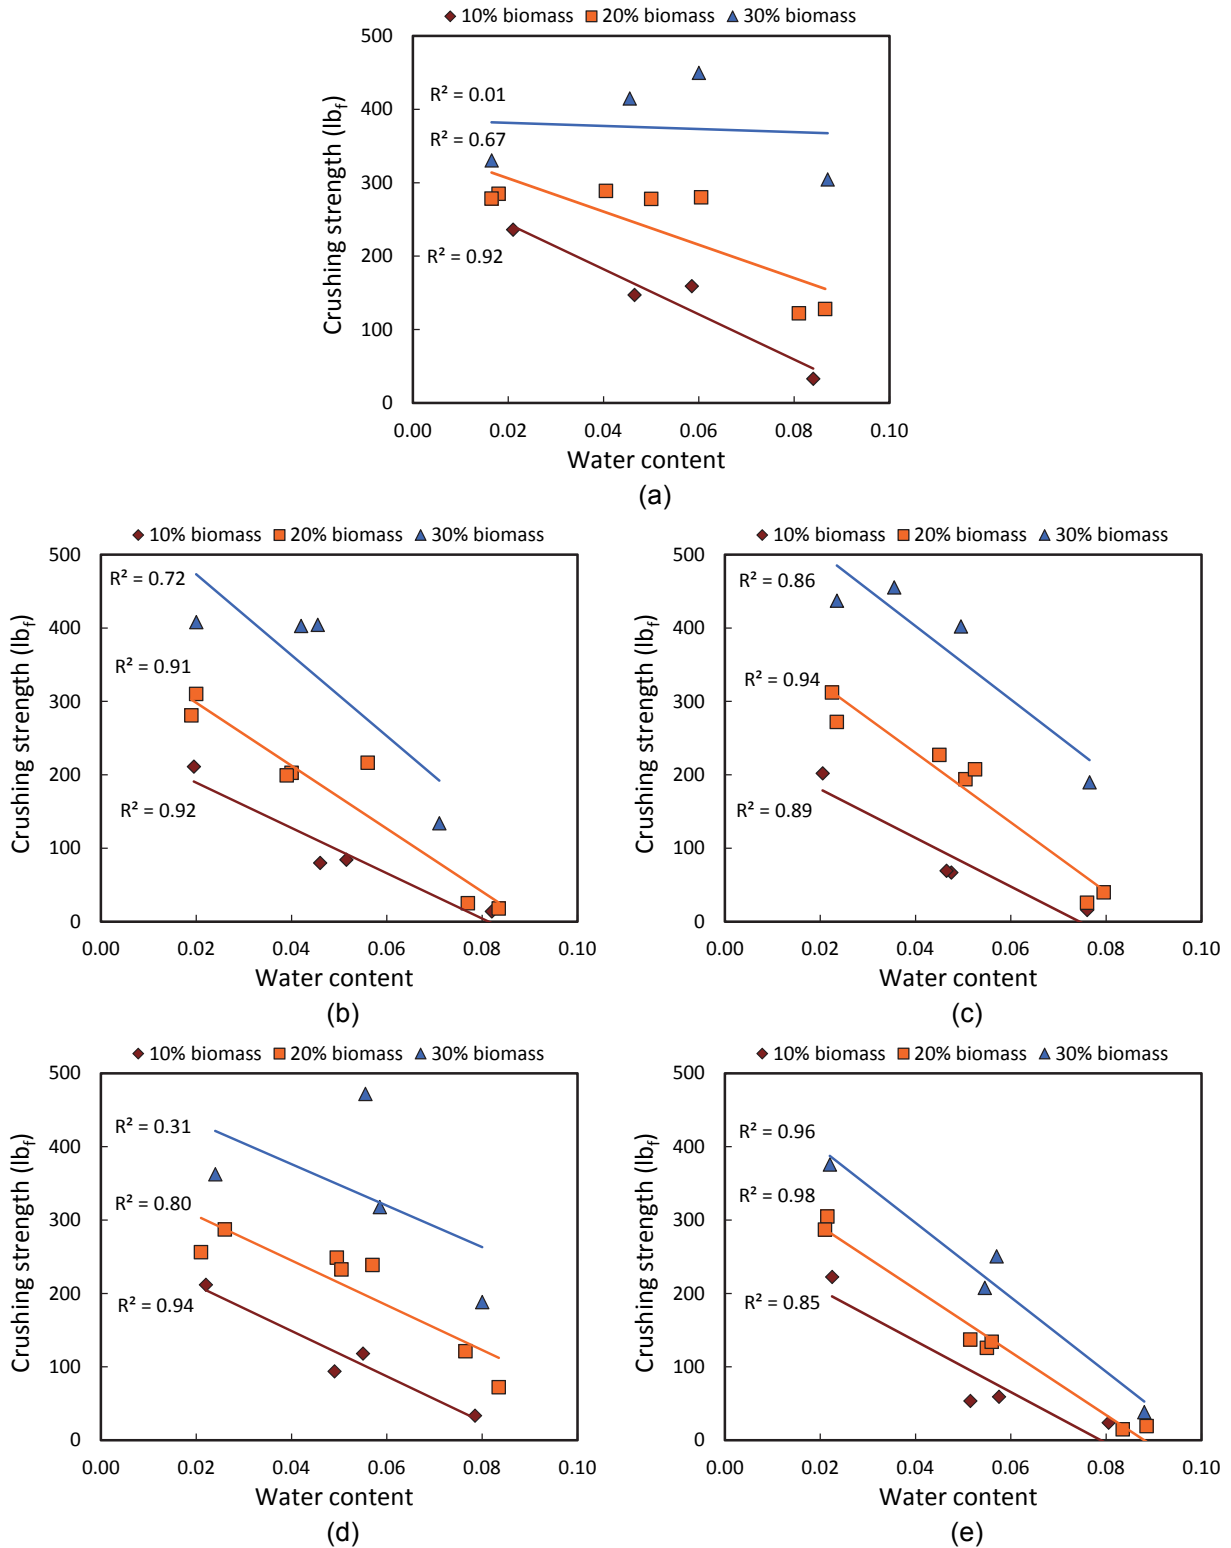 10% biomass 20% biomass 30% biomass
500
400
300
200
100
0
Crushing strength (lbf)
R² = 0.01
R² = 0.67
R² = 0.92
0.00 0.02 0.04 0.06 0.08 0.10
Water content
(a)
10% biomass 20% biomass 30% biomass
500
400
300
200
100
0
Crushing strength (lbf)
R² = 0.72
R² = 0.91
R² = 0.92
0.00 0.02 0.04 0.06 0.08 0.10
Water content
(b)
10% biomass 20% biomass 30% biomass
500
400
300
200
100
0
Crushing strength (lbf)
R² = 0.86
R² = 0.94
R² = 0.89
0.00 0.02 0.04 0.06 0.08 0.10
Water content
(c)
10% biomass 20% biomass 30% biomass
500
400
300
200
100
0
Crushing strength (lbf)
R² = 0.31
R² = 0.80
R² = 0.94
0.00 0.02 0.04 0.06 0.08 0.10
Water content
(d)
10% biomass 20% biomass 30% biomass
500
400
300
200
100
0
Crushing strength (lbf)
R² = 0.96
R² = 0.98
R² = 0.85
0.00 0.02 0.04 0.06 0.08 0.10
Water content
(e)